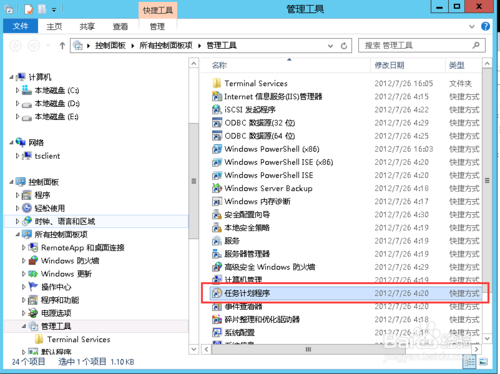 快捷工具
管理工具
文件
主页
共享
查看
管理
控制面板 所有控制面板项 管理工具
搜索 管理工具
计算机
本地磁盘 (C:)
本地磁盘 (D:)
本地磁盘 (E:)
网络
tsclient
控制面板
程序
轻松使用
时钟、语言和区域
所有控制面板项
RemoteApp 和桌面连接
Windows 防火墙
Windows 更新
操作中心
程序和功能
电源选项
管理工具
Terminal Services
默认程序
名称 修改日期 类型
Terminal Services 2012/7/26 16:05 文件夹
Internet 信息服务(IIS)管理器 2012/7/26 4:15 快捷方式
iSCSI 发起程序 2012/7/26 4:22 快捷方式
ODBC 数据源(32 位) 2012/7/26 4:29 快捷方式
ODBC 数据源(64 位) 2012/7/26 4:25 快捷方式
Windows PowerShell (x86) 2012/7/26 16:03 快捷方式
Windows PowerShell ISE (x86) 2012/7/26 4:20 快捷方式
Windows PowerShell ISE 2012/7/26 4:20 快捷方式
Windows Server Backup 2012/7/26 4:18 快捷方式
Windows 内存诊断 2012/7/26 4:17 快捷方式
安全配置向导 2012/7/26 4:30 快捷方式
本地安全策略 2012/7/26 4:19 快捷方式
服务 2012/7/26 4:19 快捷方式
服务器管理器 2012/7/26 4:19 快捷方式
高级安全 Windows 防火墙 2012/7/26 4:29 快捷方式
计算机管理 2012/7/26 4:19 快捷方式
任务计划程序 2012/7/26 4:20 快捷方式
事件查看器 2012/7/26 4:20 快捷方式
碎片整理和优化驱动器 2012/7/26 4:18 快捷方式
系统配置 2012/7/26 4:18 快捷方式
24 个项目 选中 1 个项目 1.10 KB